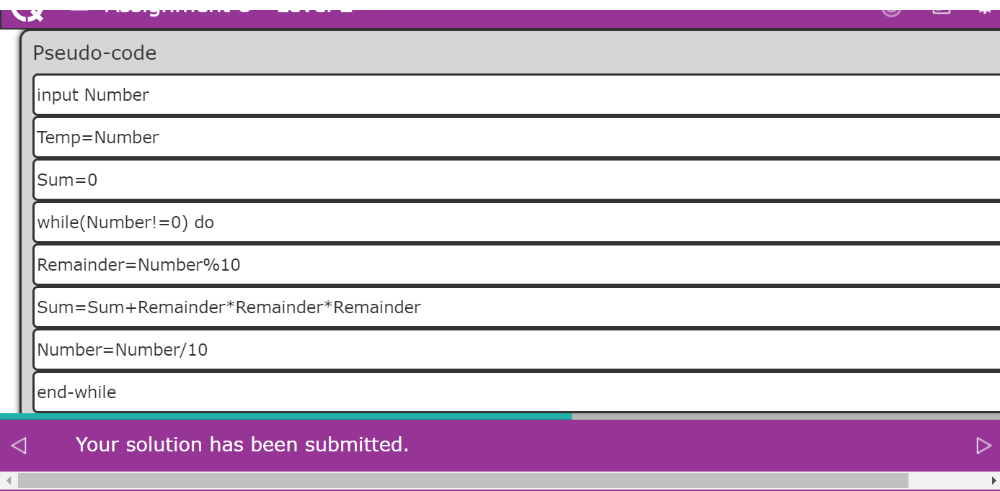 Pseudo-code
input Number
Temp=Number
Sum=0
while(Number!=0) do
Remainder=Number%10
Sum=Sum+Remainder*Remainder*Remainder
Number=Number/10
end-while
Your solution has been submitted.